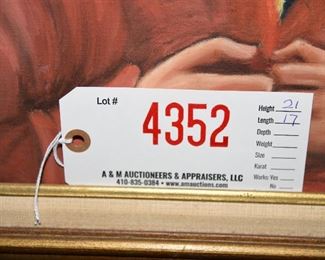 Lot #
4352
Height 21
Length 17
Depth
Weight
Size
Karat
Works: Yes
No
A & M AUCTIONEERS & APPRAISERS, LLC
410-835-0384 • www.amauctions.com